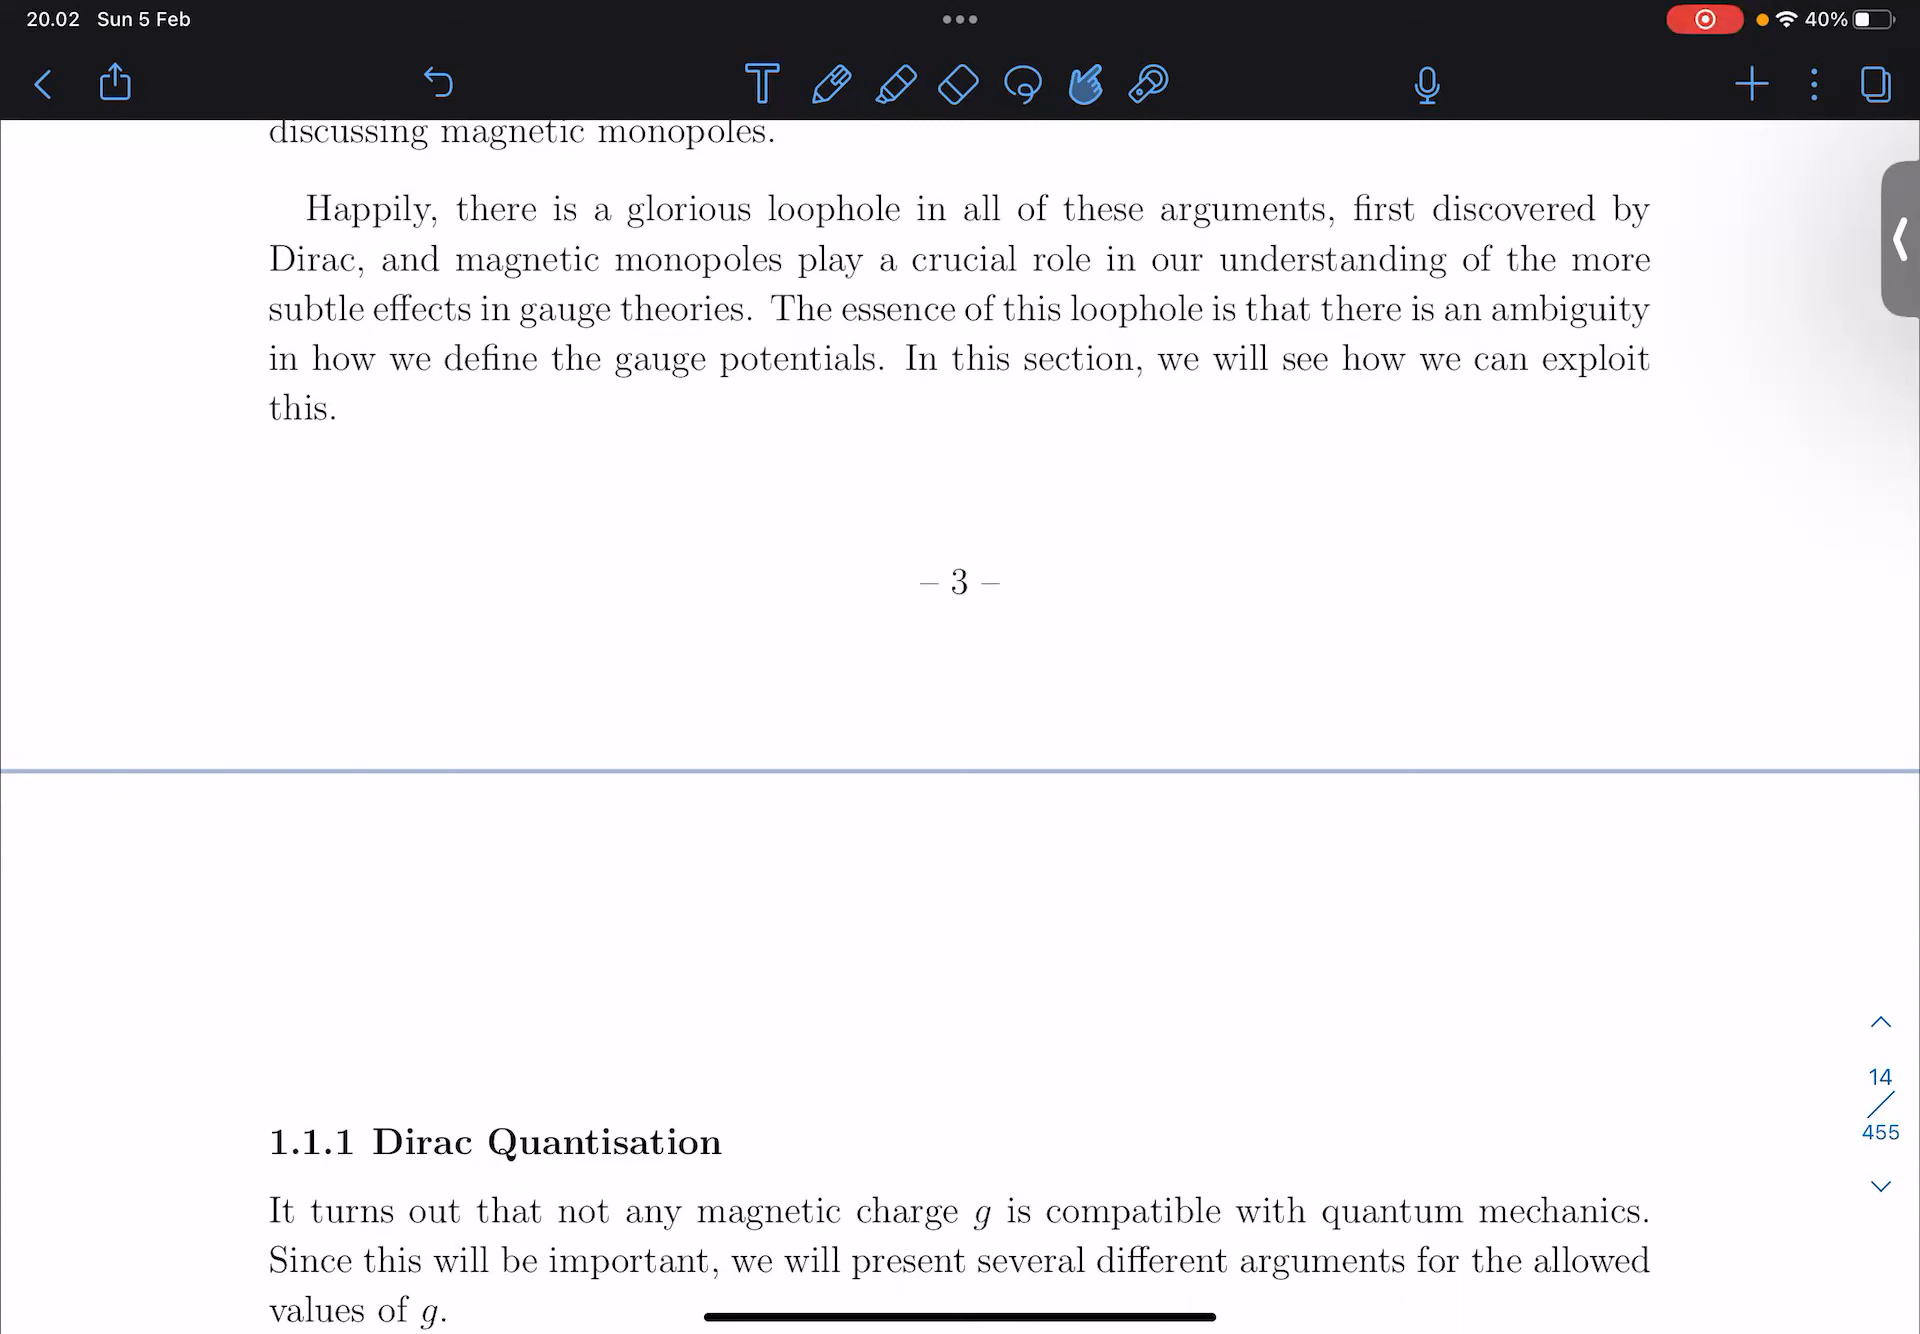 20.02 Sun 5 Feb
40%
discussing magnetic monopoles.
Happily, there is a glorious loophole in all of these arguments, first discovered by
Dirac, and magnetic monopoles play a crucial role in our understanding of the more
subtle effects in gauge theories. The essence of this loophole is that there is an ambiguity
in how we define the gauge potentials. In this section, we will see how we can exploit
this.
– 3 –
14
/
455
1.1.1 Dirac Quantisation
It turns out that not any magnetic charge g is compatible with quantum mechanics.
Since this will be important, we will present several different arguments for the allowed
values of g.